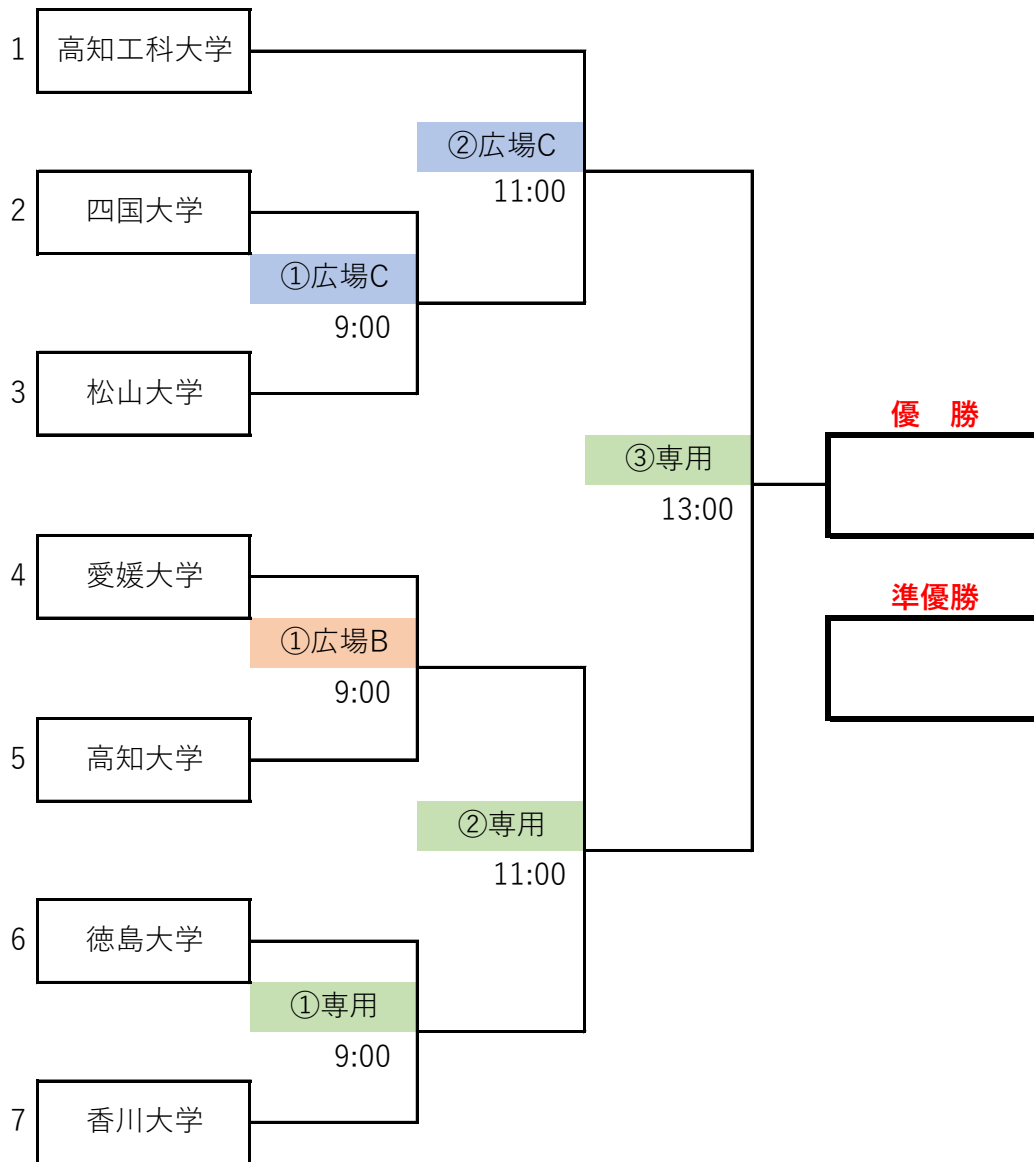 1 高知工科大学
②広場C
11:00
2 四国大学
①広場C
9:00
3 松山大学
優　勝
③専用
13:00
4 愛媛大学
準優勝
①広場B
9:00
5 高知大学
②専用
11:00
6 徳島大学
①専用
9:00
7 香川大学